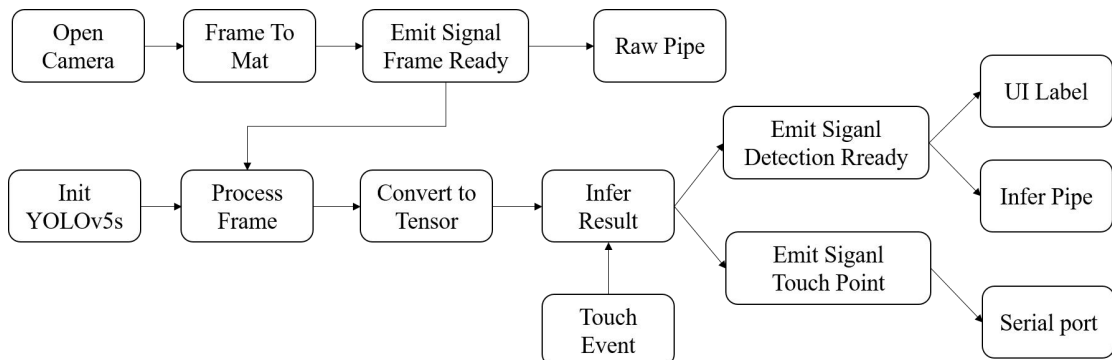 Open
Camera
Frame To
Mat
Emit Signal
Frame Ready
Raw Pipe
UI Label
Emit Siganl
Detection Rready
Init
YOLOv5s
Process
Frame
Convert to
Tensor
Infer
Result
Infer Pipe
Emit Siganl
Touch Point
Touch
Event
Serial port